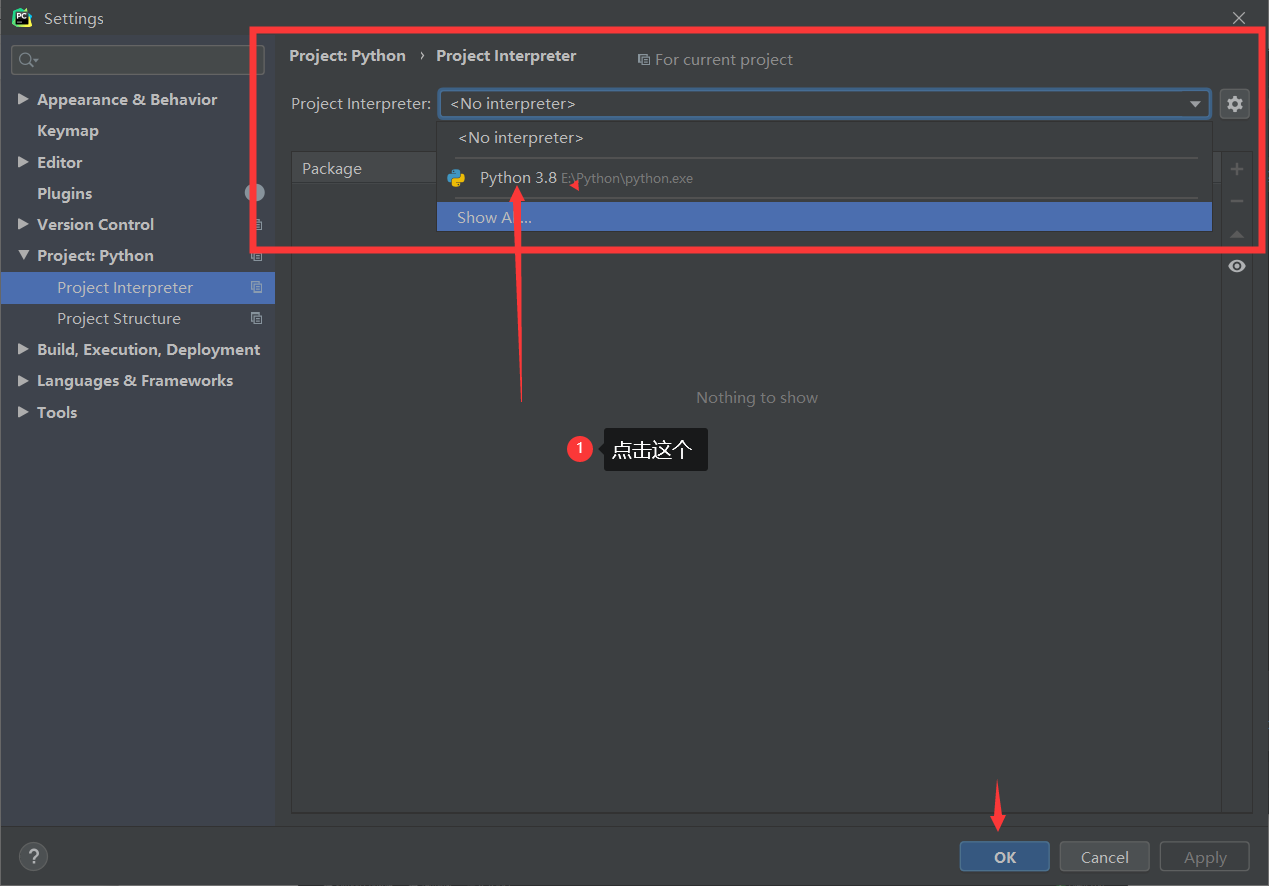 Settings
Project: Python › Project Interpreter
For current project
Appearance & Behavior
Keymap
Editor
Plugins
Version Control
Project: Python
Project Interpreter
Project Structure
Build, Execution, Deployment
Languages & Frameworks
Tools
Project Interpreter: <No interpreter>
<No interpreter>
Package
Python 3.8 E:\Python\python.exe
Show A...
Nothing to show
1 点击这个
? OK Cancel Apply